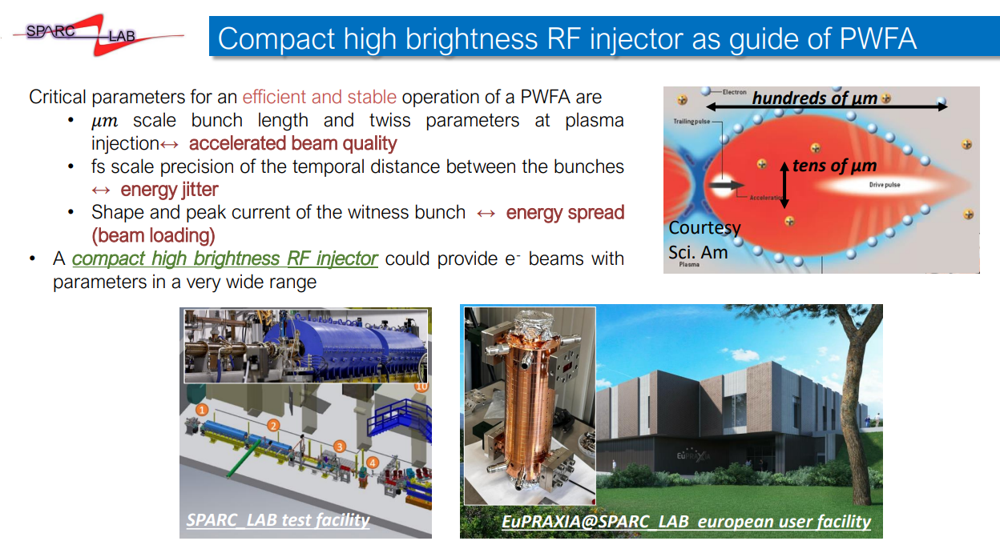 SPARC LAB
Compact high brightness RF injector as guide of PWFA
Critical parameters for an efficient and stable operation of a PWFA are
• µm scale bunch length and twiss parameters at plasma
injection↔ accelerated beam quality
• fs scale precision of the temporal distance between the bunches
↔ energy jitter
• Shape and peak current of the witness bunch ↔ energy spread
(beam loading)
• A compact high brightness RF injector could provide e- beams with
parameters in a very wide range
Electron
hundreds of µm
Trailing pulse
tens of µm
Drive pulse
Acceleration
Courtesy
Sci. Am
Plasma
1
2
3
4
10
SPARC_LAB test facility
EuPRAXIA
EuPRAXIA@SPARC_LAB european user facility